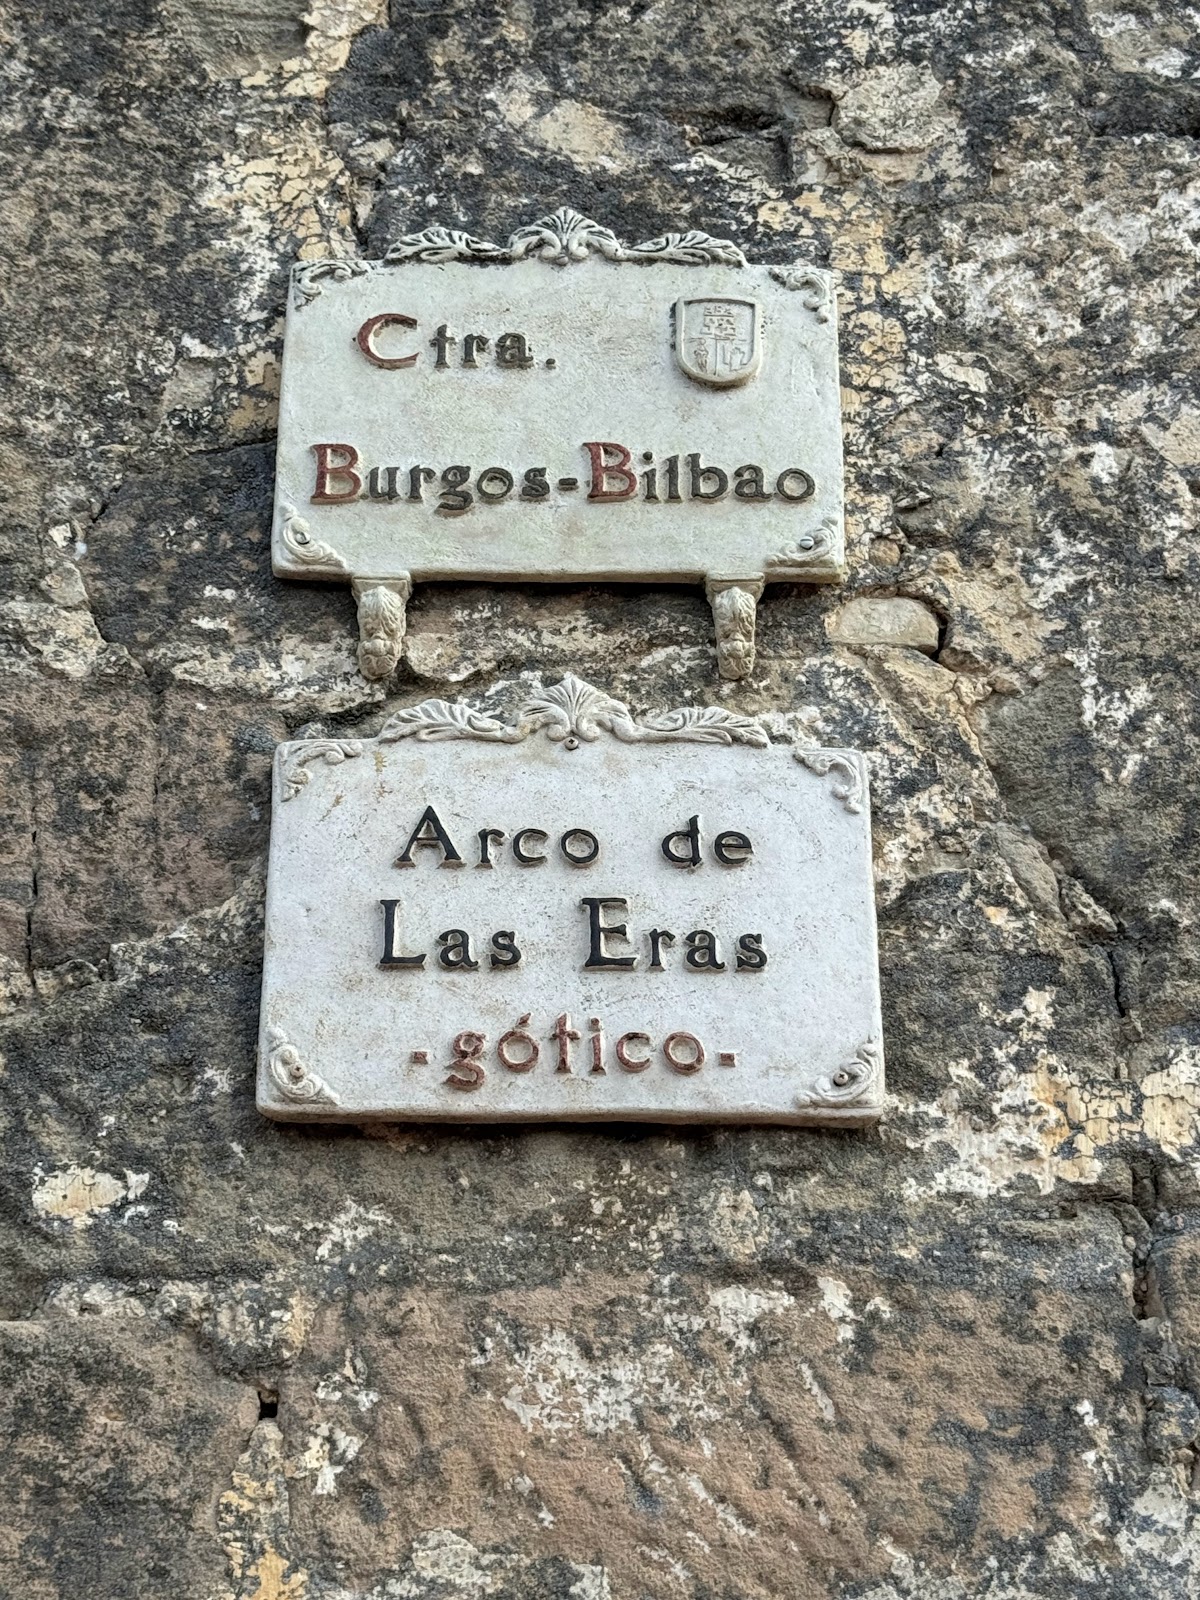 Ctra.
Burgos-Bilbao
Arco de
Las Eras
·gótico·